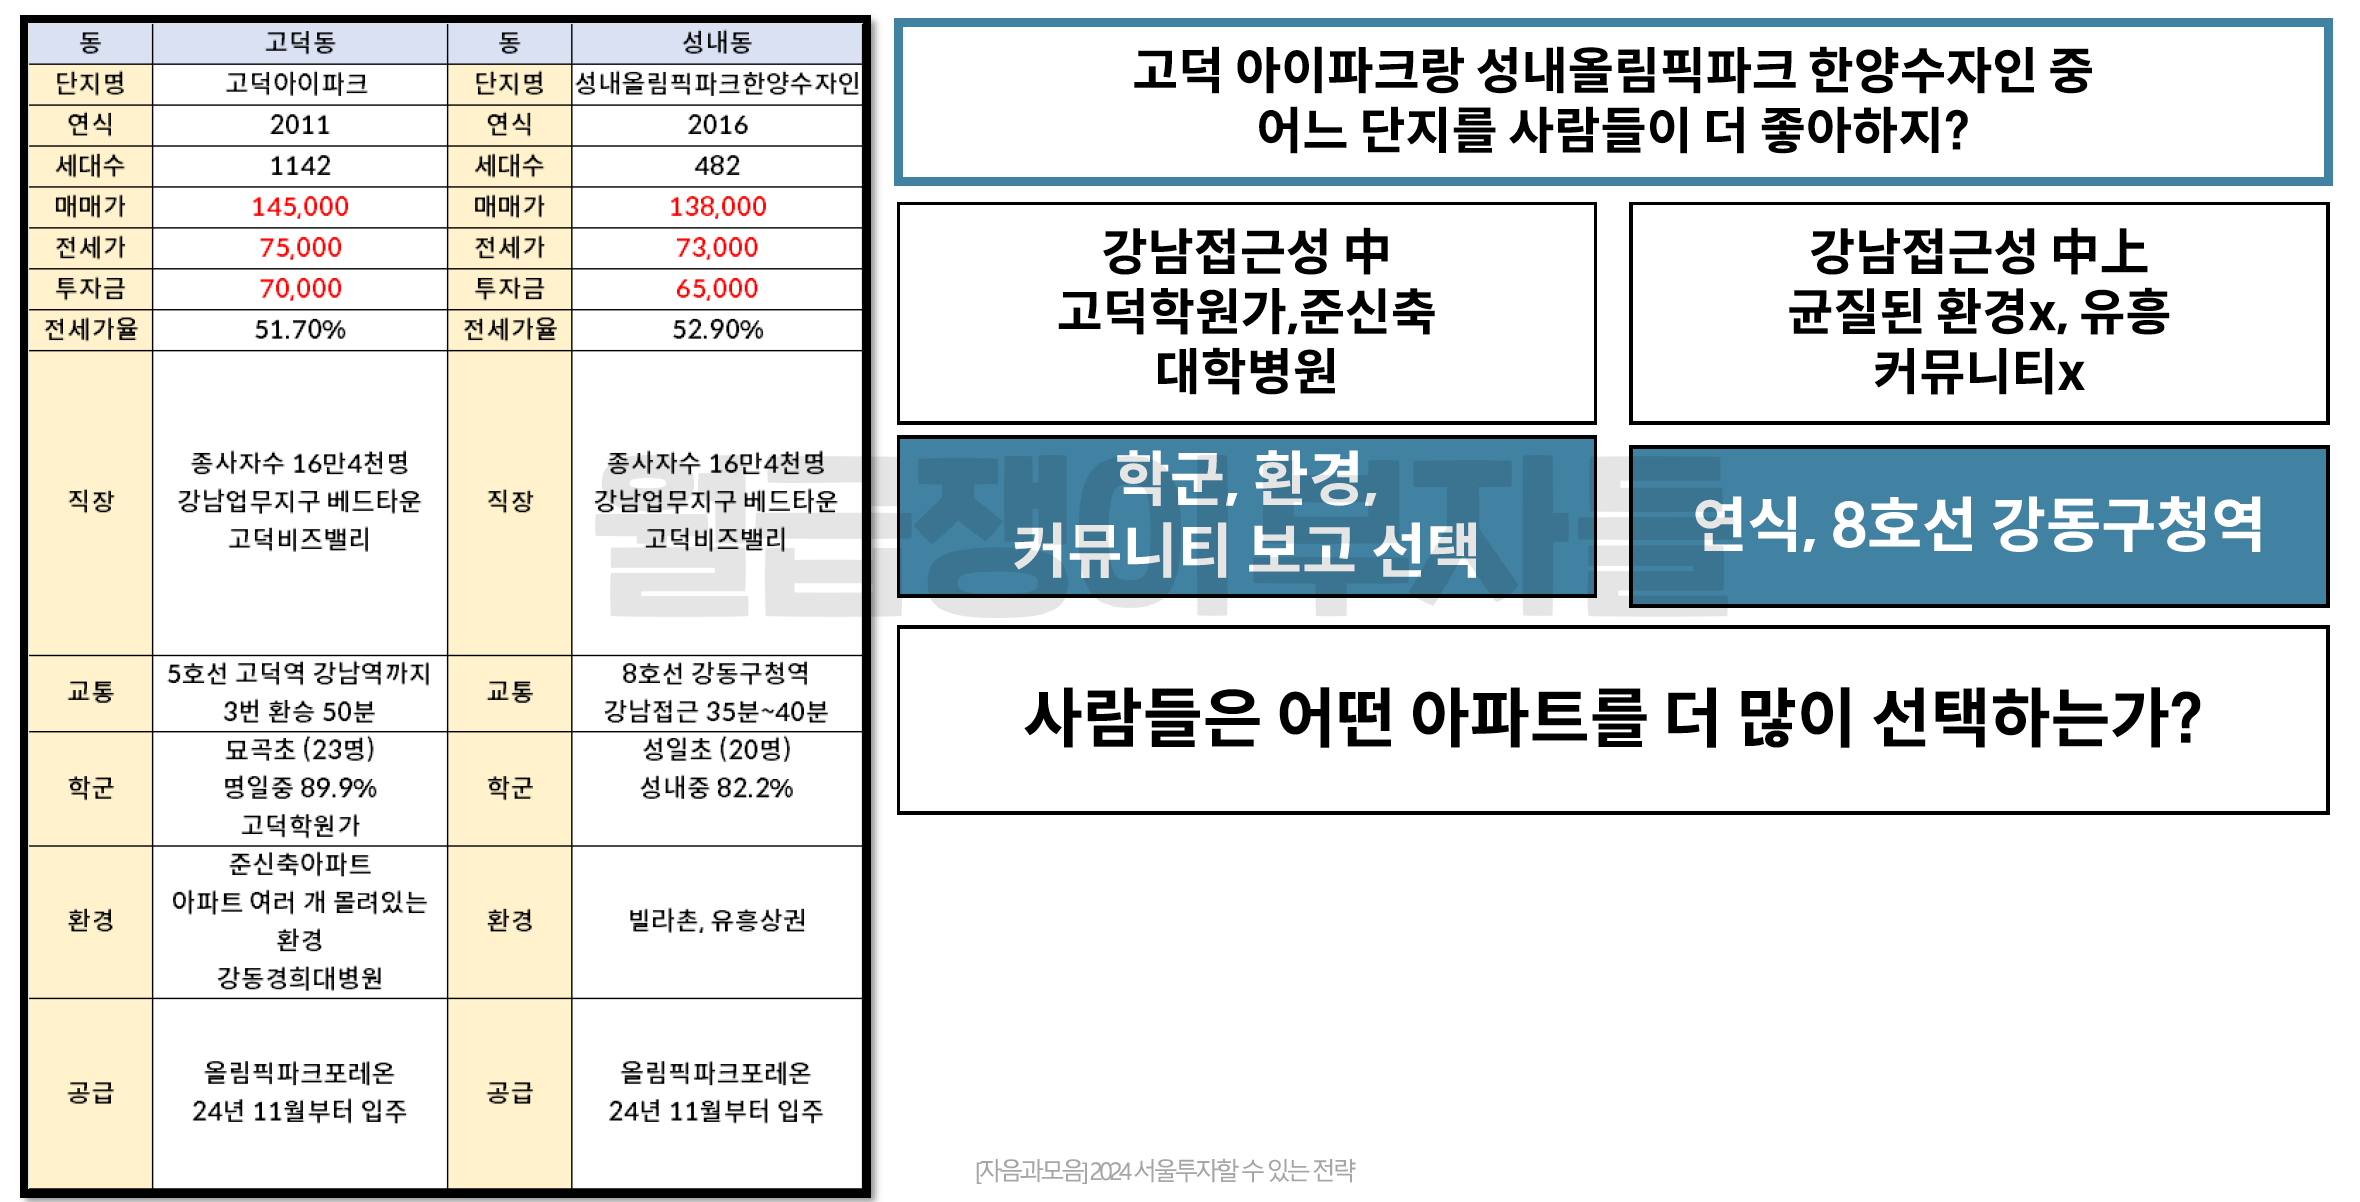 동 고덕동 동 성내동
단지명 고덕아이파크 단지명 성내올림픽파크한양수자인
연식 2011 연식 2016
세대수 1142 세대수 482
매매가 145,000 매매가 138,000
전세가 75,000 전세가 73,000
투자금 70,000 투자금 65,000
전세가율 51.70% 전세가율 52.90%
직장
종사자수 16만4천명
강남업무지구 베드타운
고덕비즈밸리
직장
종사자수 16만4천명
강남업무지구 베드타운
고덕비즈밸리
교통
5호선 고덕역 강남역까지
3번 환승 50분
교통
8호선 강동구청역
강남접근 35분~40분
학군
묘곡초 (23명)
명일중 89.9%
고덕학원가
학군
성일초 (20명)
성내중 82.2%
환경
준신축아파트
아파트 여러 개 몰려있는
환경
강동경희대병원
환경
빌라촌, 유흥상권
공급
올림픽파크포레온
24년 11월부터 입주
공급
올림픽파크포레온
24년 11월부터 입주
고덕 아이파크랑 성내올림픽파크 한양수자인 중
어느 단지를 사람들이 더 좋아하지?
강남접근성 中
고덕학원가,준신축
대학병원
강남접근성 中上
균질된 환경x, 유흥
커뮤니티x
학군, 환경,
커뮤니티 보고 선택
연식, 8호선 강동구청역
사람들은 어떤 아파트를 더 많이 선택하는가?
월급쟁이부자들
[자음과모음] 2024 서울투자할 수 있는 전략